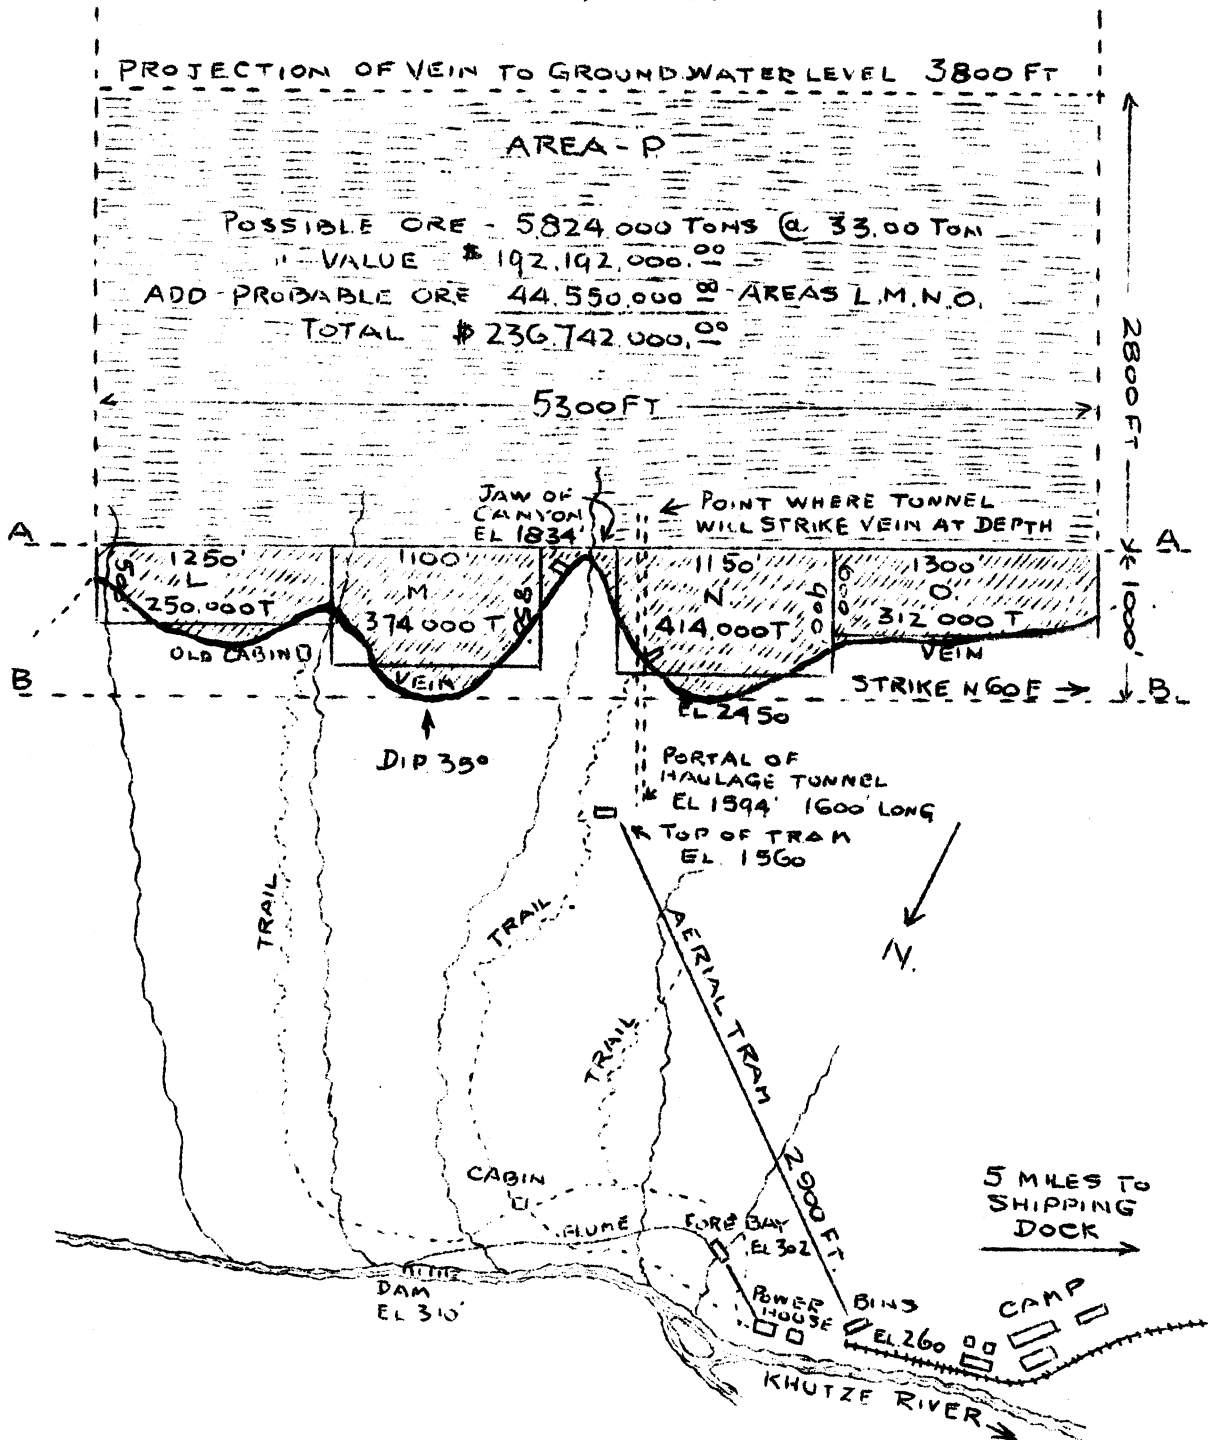 PROJECTION OF VEIN TO GROUND WATER LEVEL 3800 FT
AREA - P
POSSIBLE ORE - 5,824,000 TONS @ 33.00 TON
" VALUE $ 192,192,000.00
ADD - PROBABLE ORE 44.550,000 00 - AREAS L.M.N.O.
TOTAL $ 236.742,000.00
5300 FT
2800 FT
JAW OF
CANYON
EL 1834'
POINT WHERE TUNNEL
WILL STRIKE VEIN AT DEPTH
A
A
1250'
L
250.000 T
500'
1100'
M
374 000 T
850
1150'
N
414,000 T
900
600
1300'
O.
312 000 T
1000'
OLD CABIN
VEIN
VEIN
B
STRIKE N 60 E
B.
EL 2450
DIP 35°
PORTAL OF
HAULAGE TUNNEL
EL 1594' 1600' LONG
TOP OF TRAM
EL. 1560
TRAIL
TRAIL
TRAIL
AERIAL TRAM 2900 FT.
N.
CABIN
FLUME
FORE BAY
EL 302
5 MILES TO
SHIPPING
DOCK
DAM
EL 310'
POWER
HOUSE
BINS
EL 260
CAMP
KHUTZE RIVER